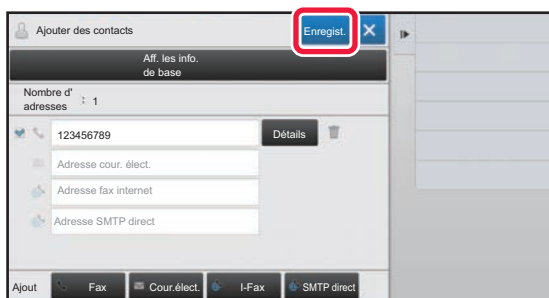 Ajouter des contacts
Enregist.
Aff. les info.
de base
Nombre d'
adresses : 1
123456789
Détails
Adresse cour. élect.
Adresse fax internet
Adresse SMTP direct
Ajout
Fax
Cour.élect.
I-Fax
SMTP direct